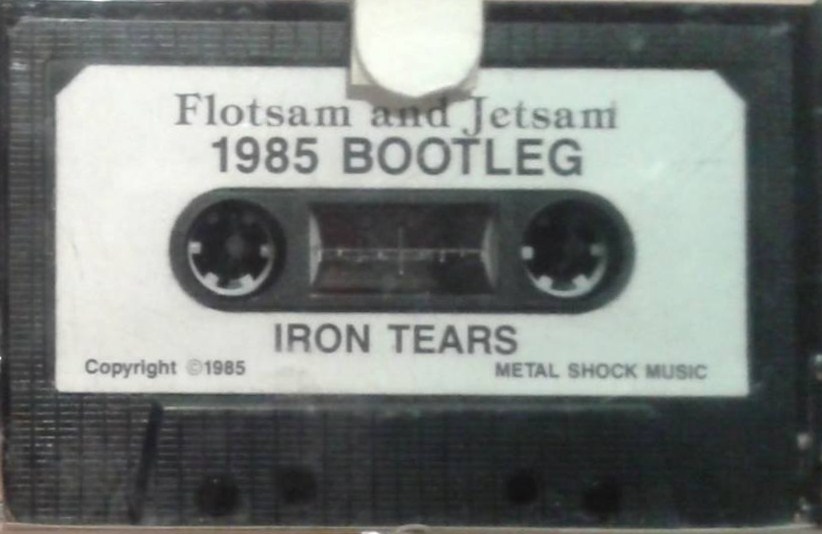 Flotsam and Jetsam
1985 BOOTLEG
IRON TEARS
Copyright ©1985
METAL SHOCK MUSIC